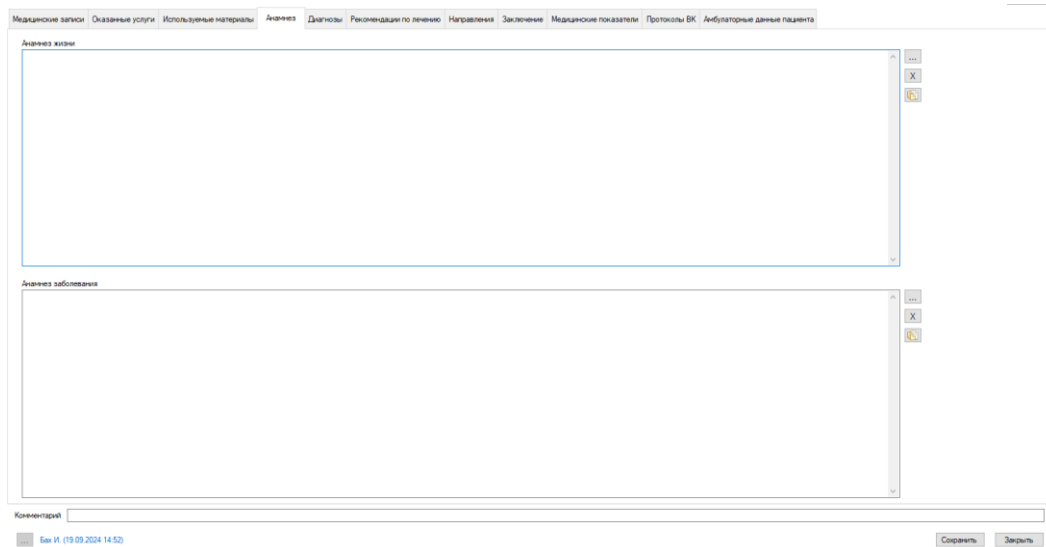 Медицинские записи Оказанные услуги Используемые материалы Анамнез Диагнозы Рекомендации по лечению Направления Заключение Медицинские показатели Протоколы ВК Амбулаторные данные пациента
Анамнез жизни
...
X
Анамнез заболевания
...
X
Комментарий
... Бах И. (19.09.2024 14:52) Сохранить Закрыть